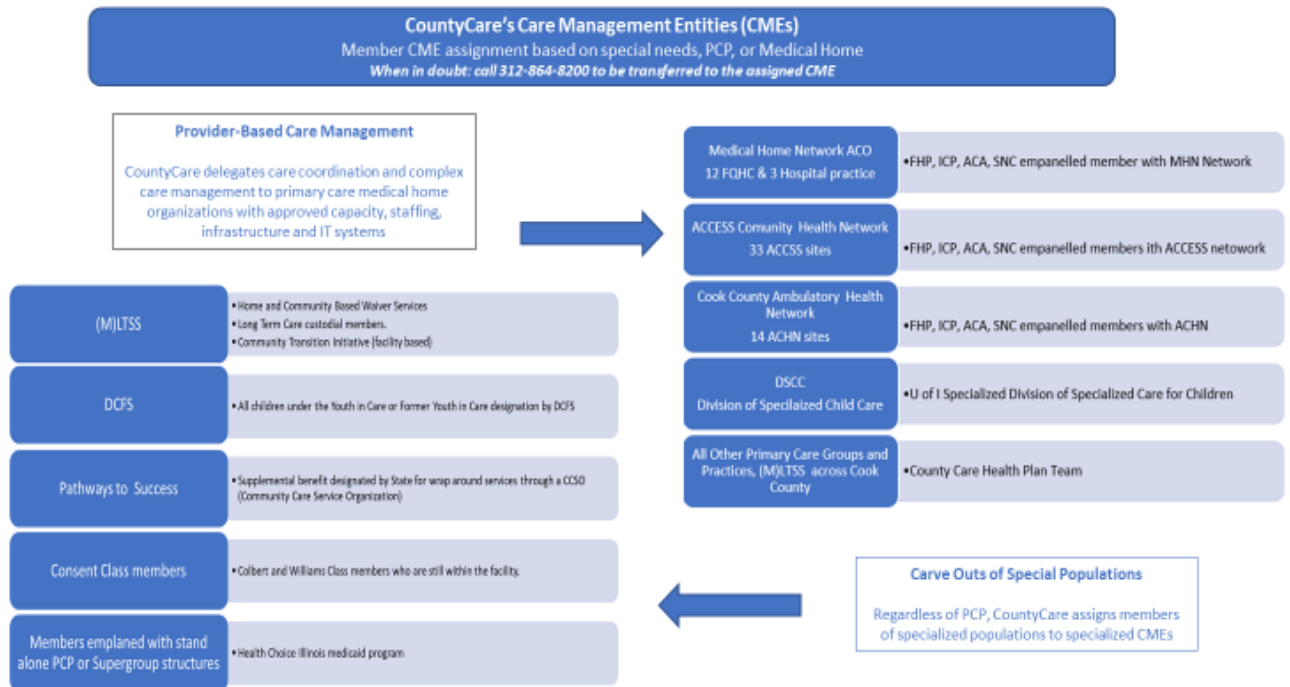 CountyCare's Care Management Entities (CMEs)
Member CME assignment based on special needs, PCP, or Medical Home
When in doubt: call 312-864-8200 to be transferred to the assigned CME
Provider-Based Care Management
CountyCare delegates care coordination and complex
care management to primary care medical home
organizations with approved capacity, staffing,
infrastructure and IT systems
Medical Home Network ACO
12 FQHC & 3 Hospital practice
•FHP, ICP, ACA, SNC empanelled member with MHN Network
ACCESS Comunity Health Network
33 ACCSS sites
•FHP, ICP, ACA, SNC empanelled members ith ACCESS netowork
Cook County Ambulatory Health
Network
14 ACHN sites
•FHP, ICP, ACA, SNC empanelled members with ACHN
DSCC
Division of Specilaized Child Care
•U of I Specialized Division of Specialized Care for Children
All Other Primary Care Groups and
Practices, (M)LTSS across Cook
County
•County Care Health Plan Team
(M)LTSS
•Home and Community Based Waiver Services
•Long Term Care custodial members.
•Community Transition Initiative (facility based)
DCFS
•All children under the Youth in Care or Former Youth in Care designation by DCFS
Pathways to Success
•Supplemental benefit designated by State for wrap around services through a CCSO
(Community Care Service Organization)
Consent Class members
•Colbert and Williams Class members who are still within the facility.
Members emplaned with stand
alone PCP or Supergroup structures
•Health Choice Illinois medicaid program
Carve Outs of Special Populations
Regardless of PCP, CountyCare assigns members
of specialized populations to specialized CMEs